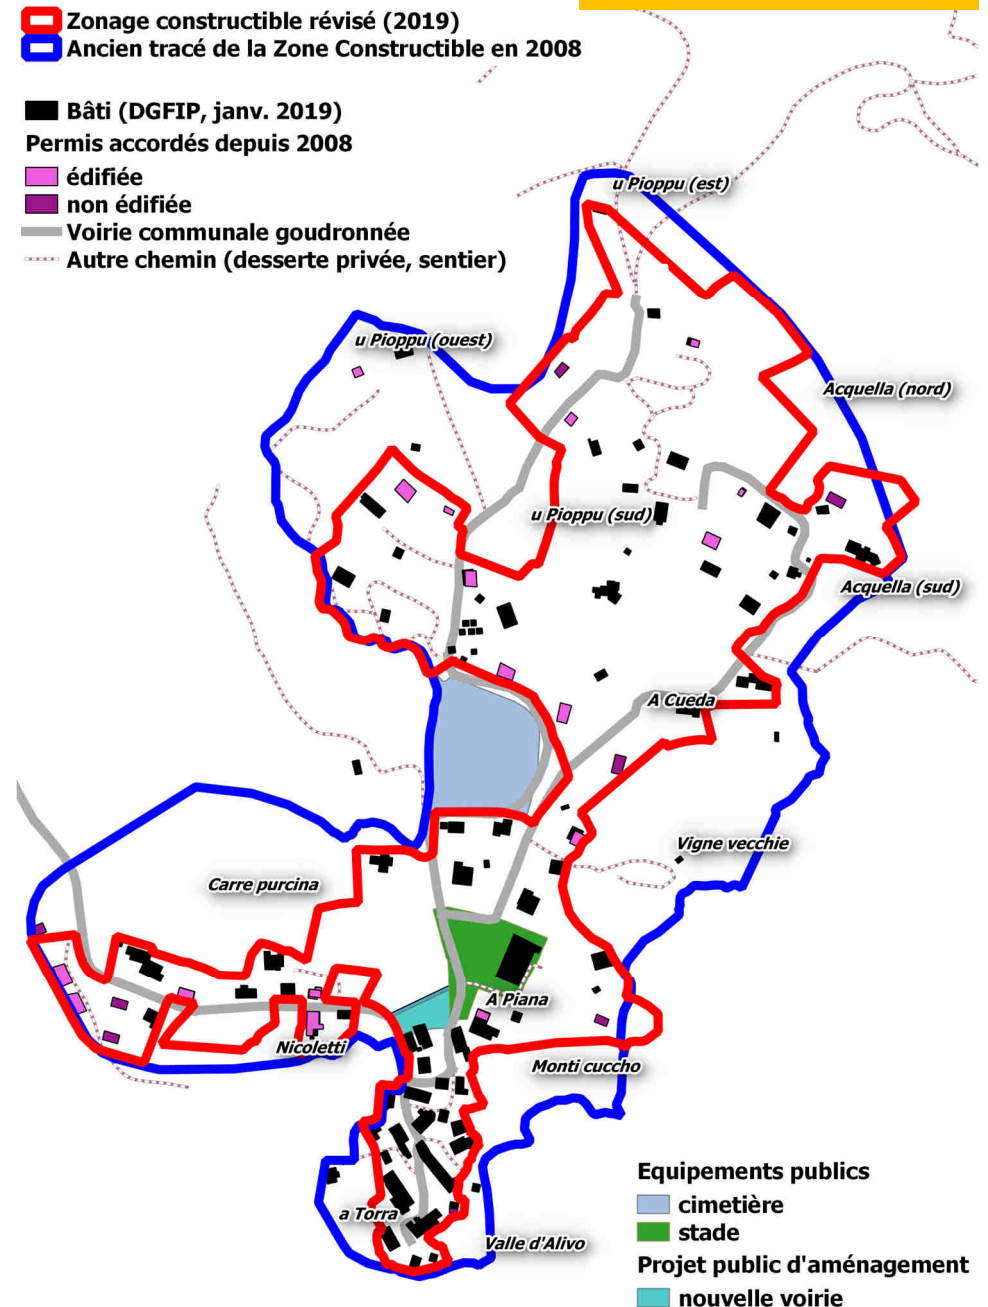 Zonage constructible révisé (2019)
Ancien tracé de la Zone Constructible en 2008
Bâti (DGFIP, janv. 2019)
Permis accordés depuis 2008
édifiée
non édifiée
Voirie communale goudronnée
Autre chemin (desserte privée, sentier)
u Pioppu (est)
u Pioppu (ouest)
Acquella (nord)
u Pioppu (sud)
Acquella (sud)
A Cueda
Vigne vecchie
Carre purcina
A Piana
Nicoletti
Monti cuccho
a Torra
Valle d'Alivo
Equipements publics
cimetière
stade
Projet public d'aménagement
nouvelle voirie